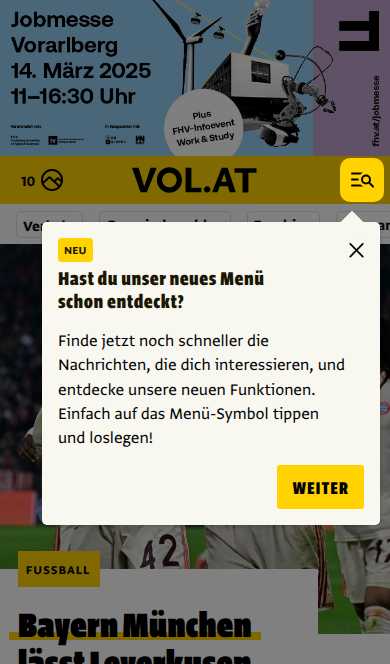 Jobmesse
Vorarlberg
14. März 2025
11–16:30 Uhr
Plus
FHV-Infoevent
Work & Study
fhv.at/jobmesse
10
VOL.AT
NEU
Hast du unser neues Menü
schon entdeckt?
Finde jetzt noch schneller die
Nachrichten, die dich interessieren, und
entdecke unsere neuen Funktionen.
Einfach auf das Menü-Symbol tippen
und loslegen!
WEITER
42
FUSSBALL
Bayern München
lässt Leverkusen